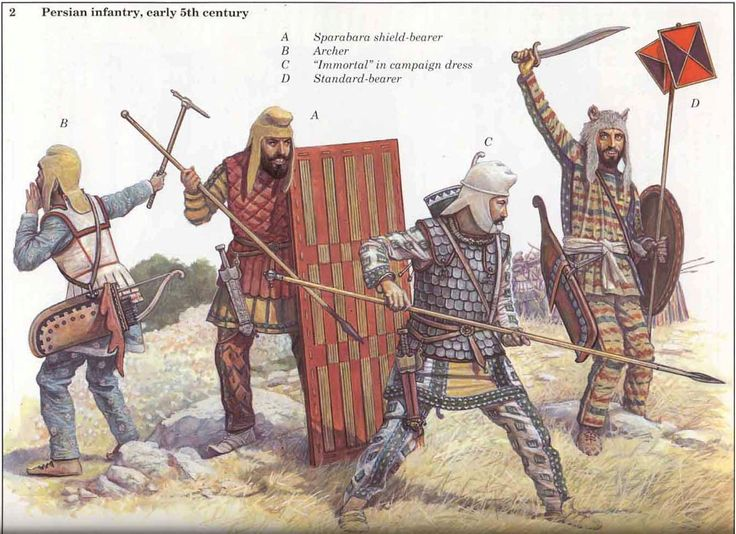 2 Persian infantry, early 5th century
A Sparabara shield-bearer
B Archer
C “Immortal” in campaign dress
D Standard-bearer
B
A
C
D